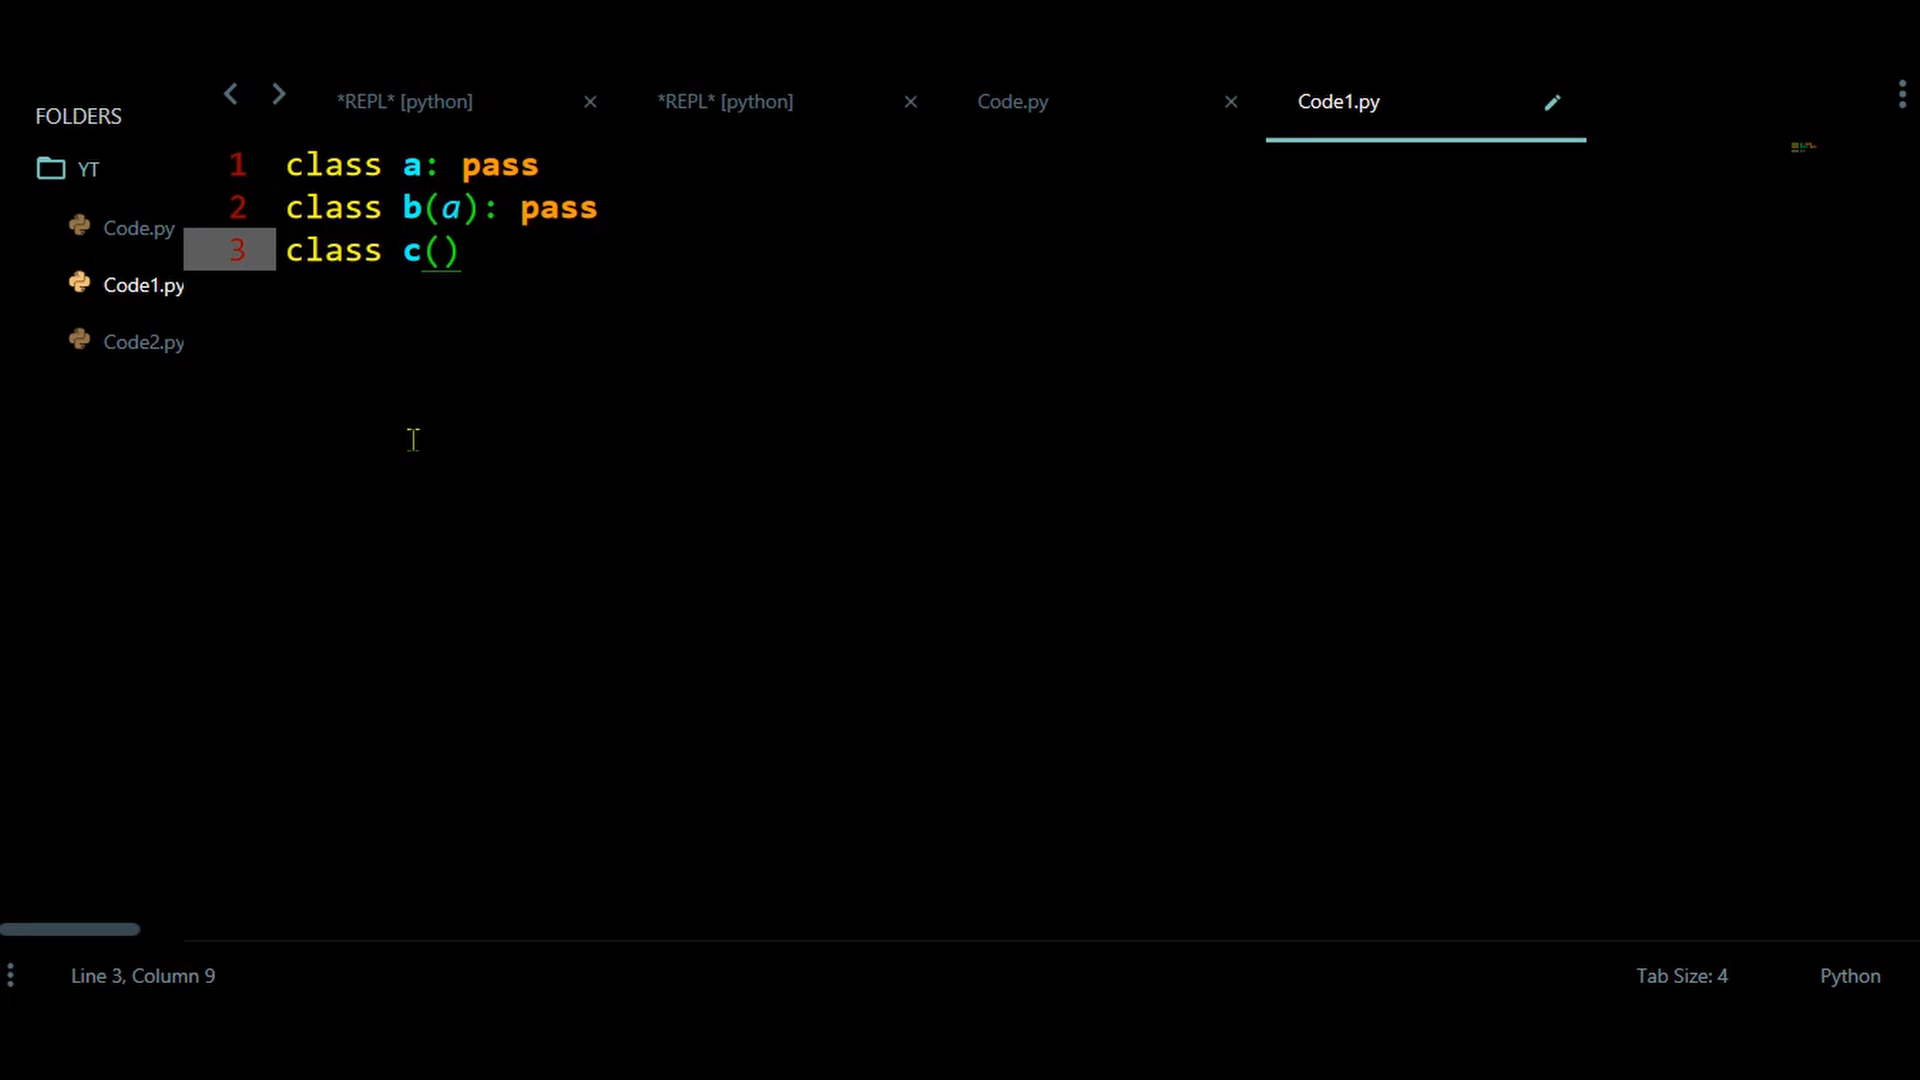 FOLDERS
YT
Code.py
Code1.py
Code2.py
*REPL* [python]
*REPL* [python]
Code.py
Code1.py
1 class a: pass
2 class b(a): pass
3 class c()
Line 3, Column 9
Tab Size: 4
Python